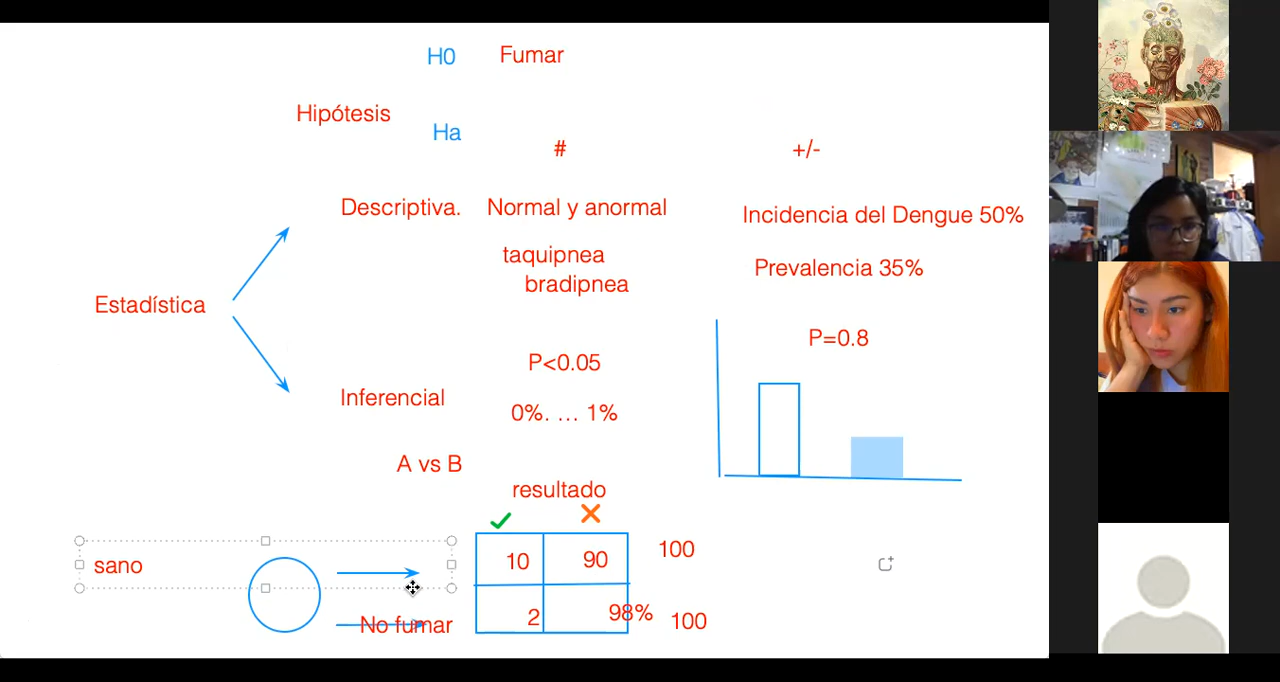 H0 Fumar
Hipótesis
Ha
# +/-
Descriptiva. Normal y anormal
Incidencia del Dengue 50%
taquipnea
bradipnea
Prevalencia 35%
Estadística
P=0.8
P<0.05
Inferencial
0%. ... 1%
A vs B
resultado
sano
10 90 100
No fumar
2 98% 100